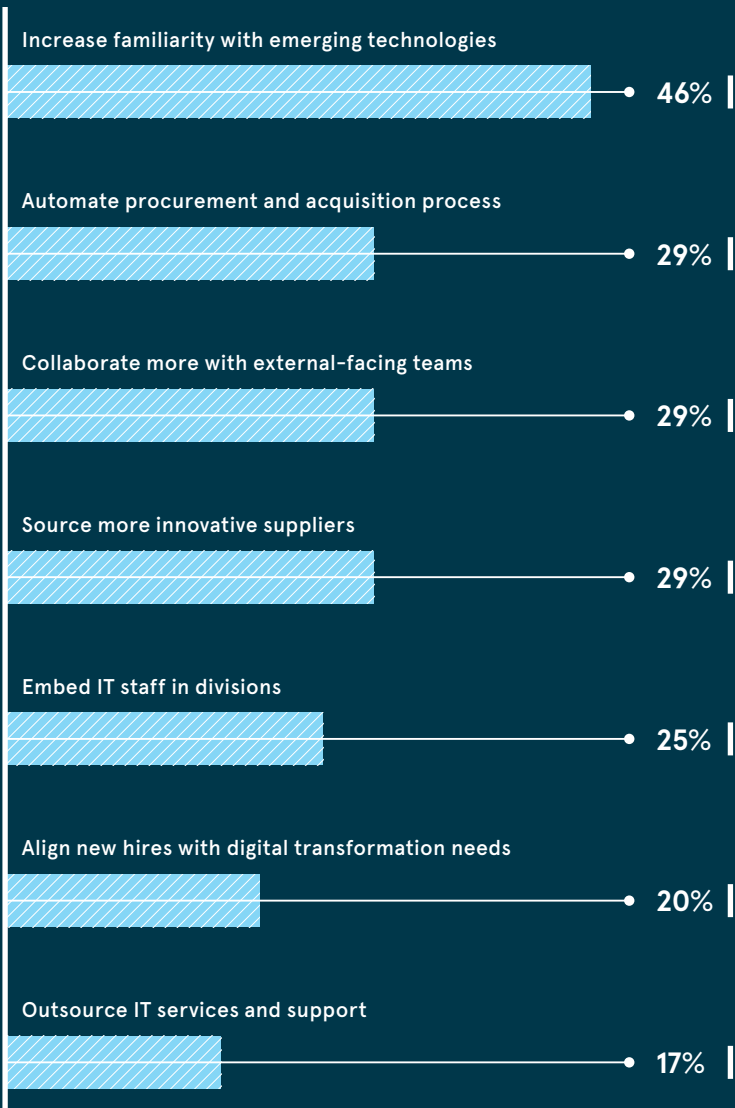 Increase familiarity with emerging technologies
46%
Automate procurement and acquisition process
29%
Collaborate more with external-facing teams
29%
Source more innovative suppliers
29%
Embed IT staff in divisions
25%
Align new hires with digital transformation needs
20%
Outsource IT services and support
17%